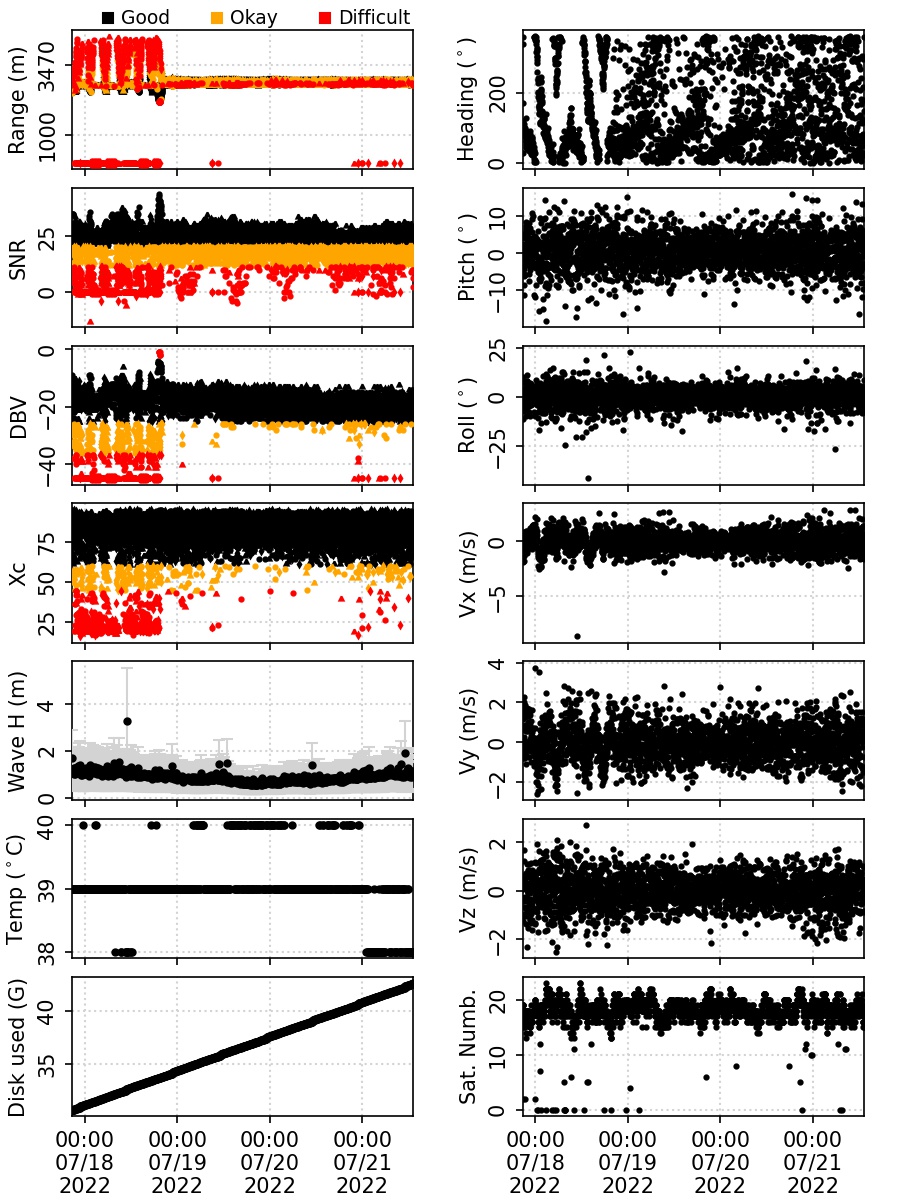 Good Okay Difficult
Range (m)
3470
1000
Heading (°)
200
0
SNR
25
0
Pitch (°)
10
0
−10
DBV
0
−20
−40
Roll (°)
25
0
−25
Xc
75
50
25
Vx (m/s)
0
−5
Wave H (m)
4
2
0
Vy (m/s)
4
2
0
−2
Temp (°C)
40
39
38
Vz (m/s)
2
0
−2
Disk used (G)
40
35
Sat. Numb.
20
10
0
00:00 00:00 00:00 00:00 00:00 00:00 00:00 00:00
07/18 07/19 07/20 07/21 07/18 07/19 07/20 07/21
2022 2022 2022 2022 2022 2022 2022 2022